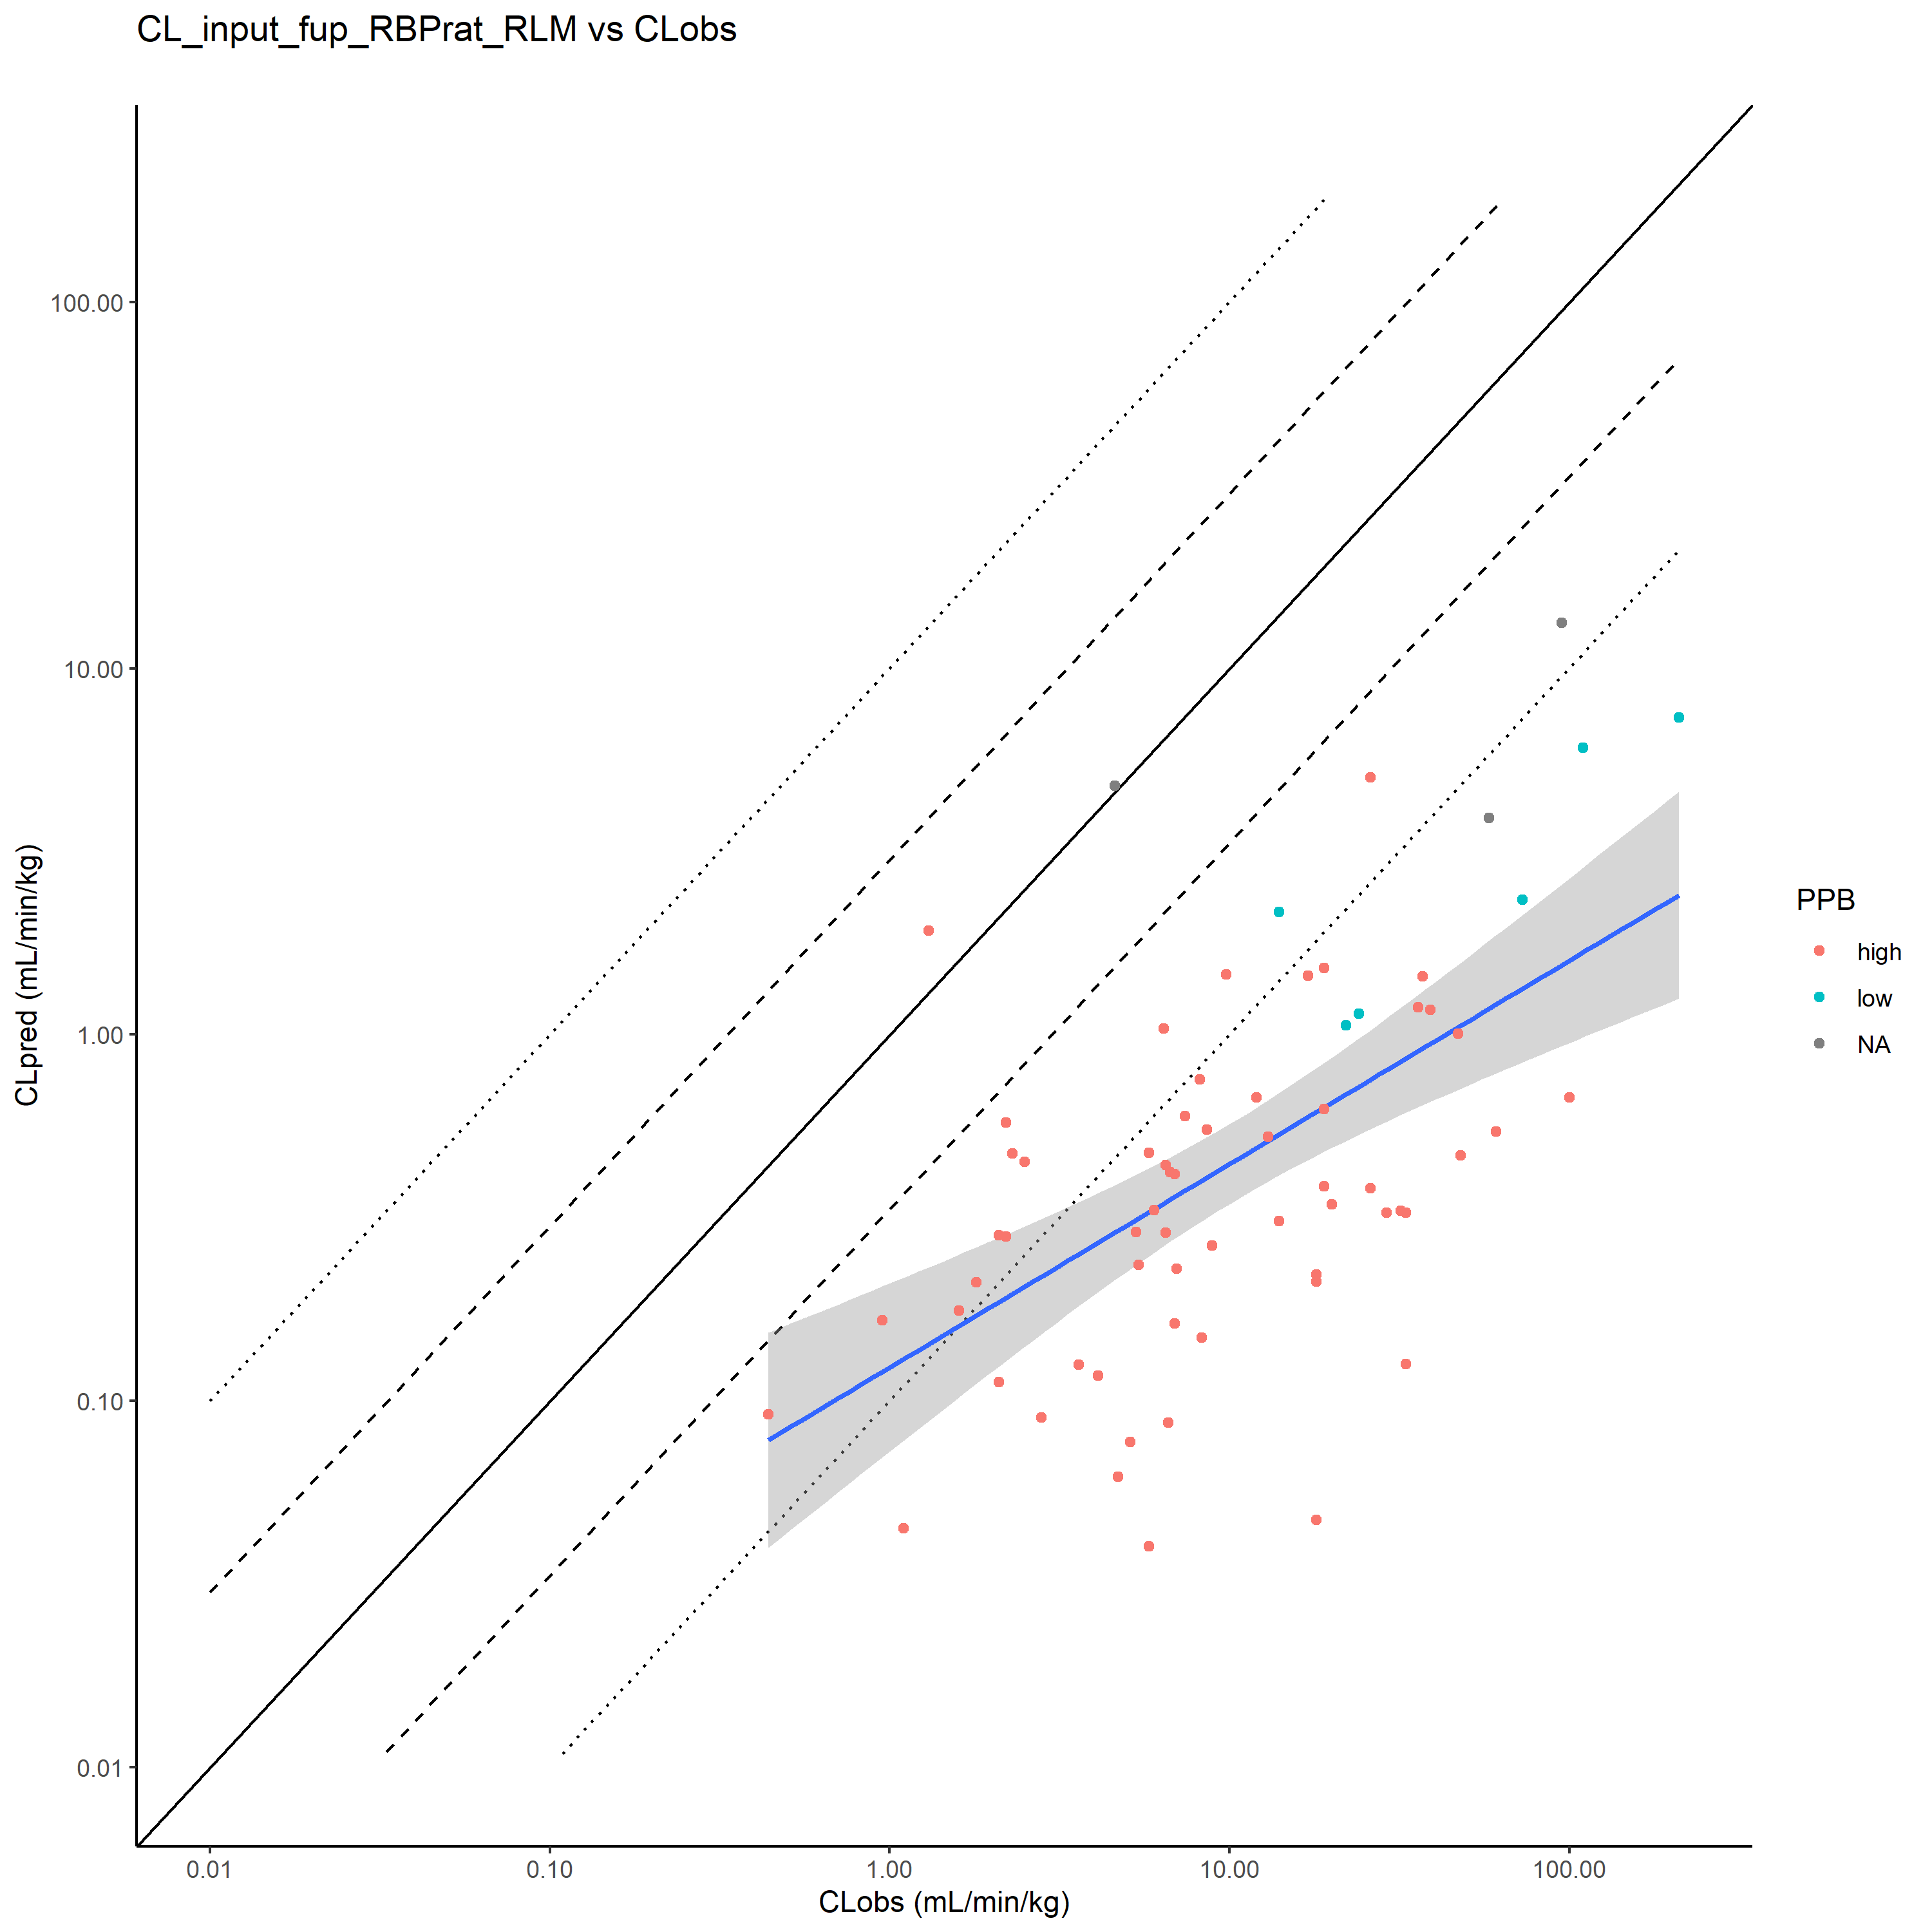 CL_input_fup_RBPrat_RLM vs CLobs
100.00
10.00
1.00
0.10
0.01
CLpred (mL/min/kg)
0.01
0.10
1.00
10.00
100.00
CLobs (mL/min/kg)
PPB
high
low
NA